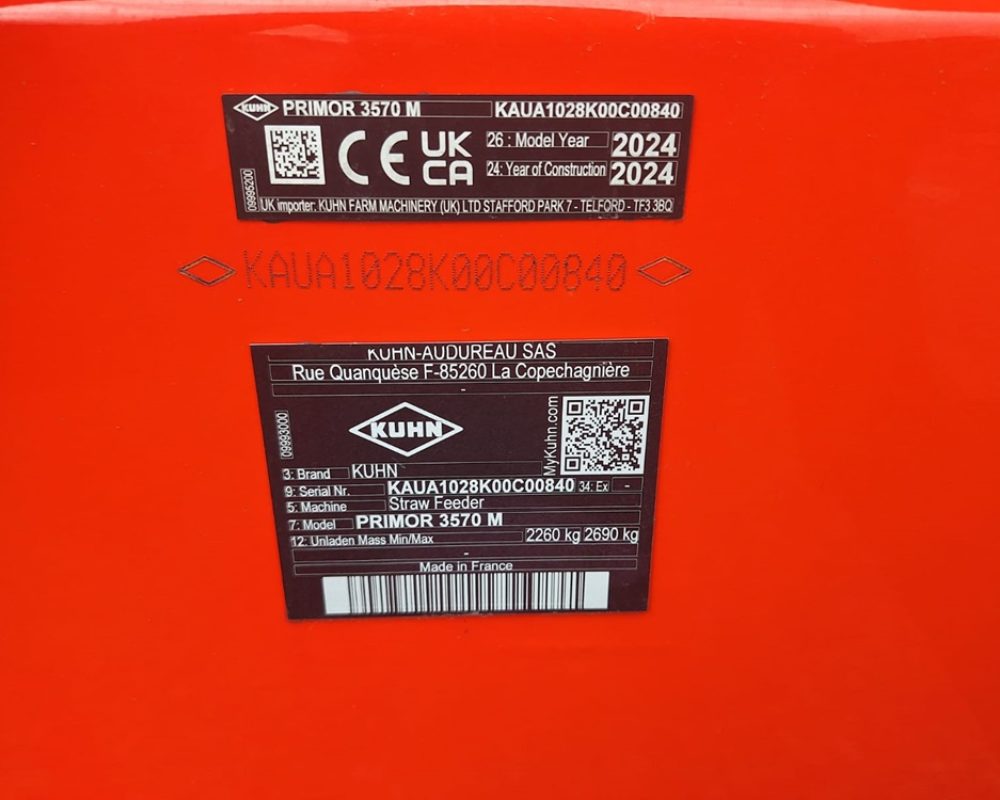 KUHN PRIMOR 3570 M KAUA1028K00C00840
CE UK CA 26 : Model Year 2024
24: Year of Construction 2024
09995200
UK importer: KUHN FARM MACHINERY (UK) LTD STAFFORD PARK 7 - TELFORD - TF3 3BQ
KAUA1028K00C00840
KUHN-AUDUREAU SAS
Rue Quanquèse F-85260 La Copechagnière
-
09993000
KUHN
MyKuhn.com
3: Brand KUHN
9: Serial Nr. KAUA1028K00C00840 34: Ex -
5: Machine Straw Feeder
7: Model PRIMOR 3570 M
12: Unladen Mass Min/Max 2260 kg 2690 kg
-
Made in France